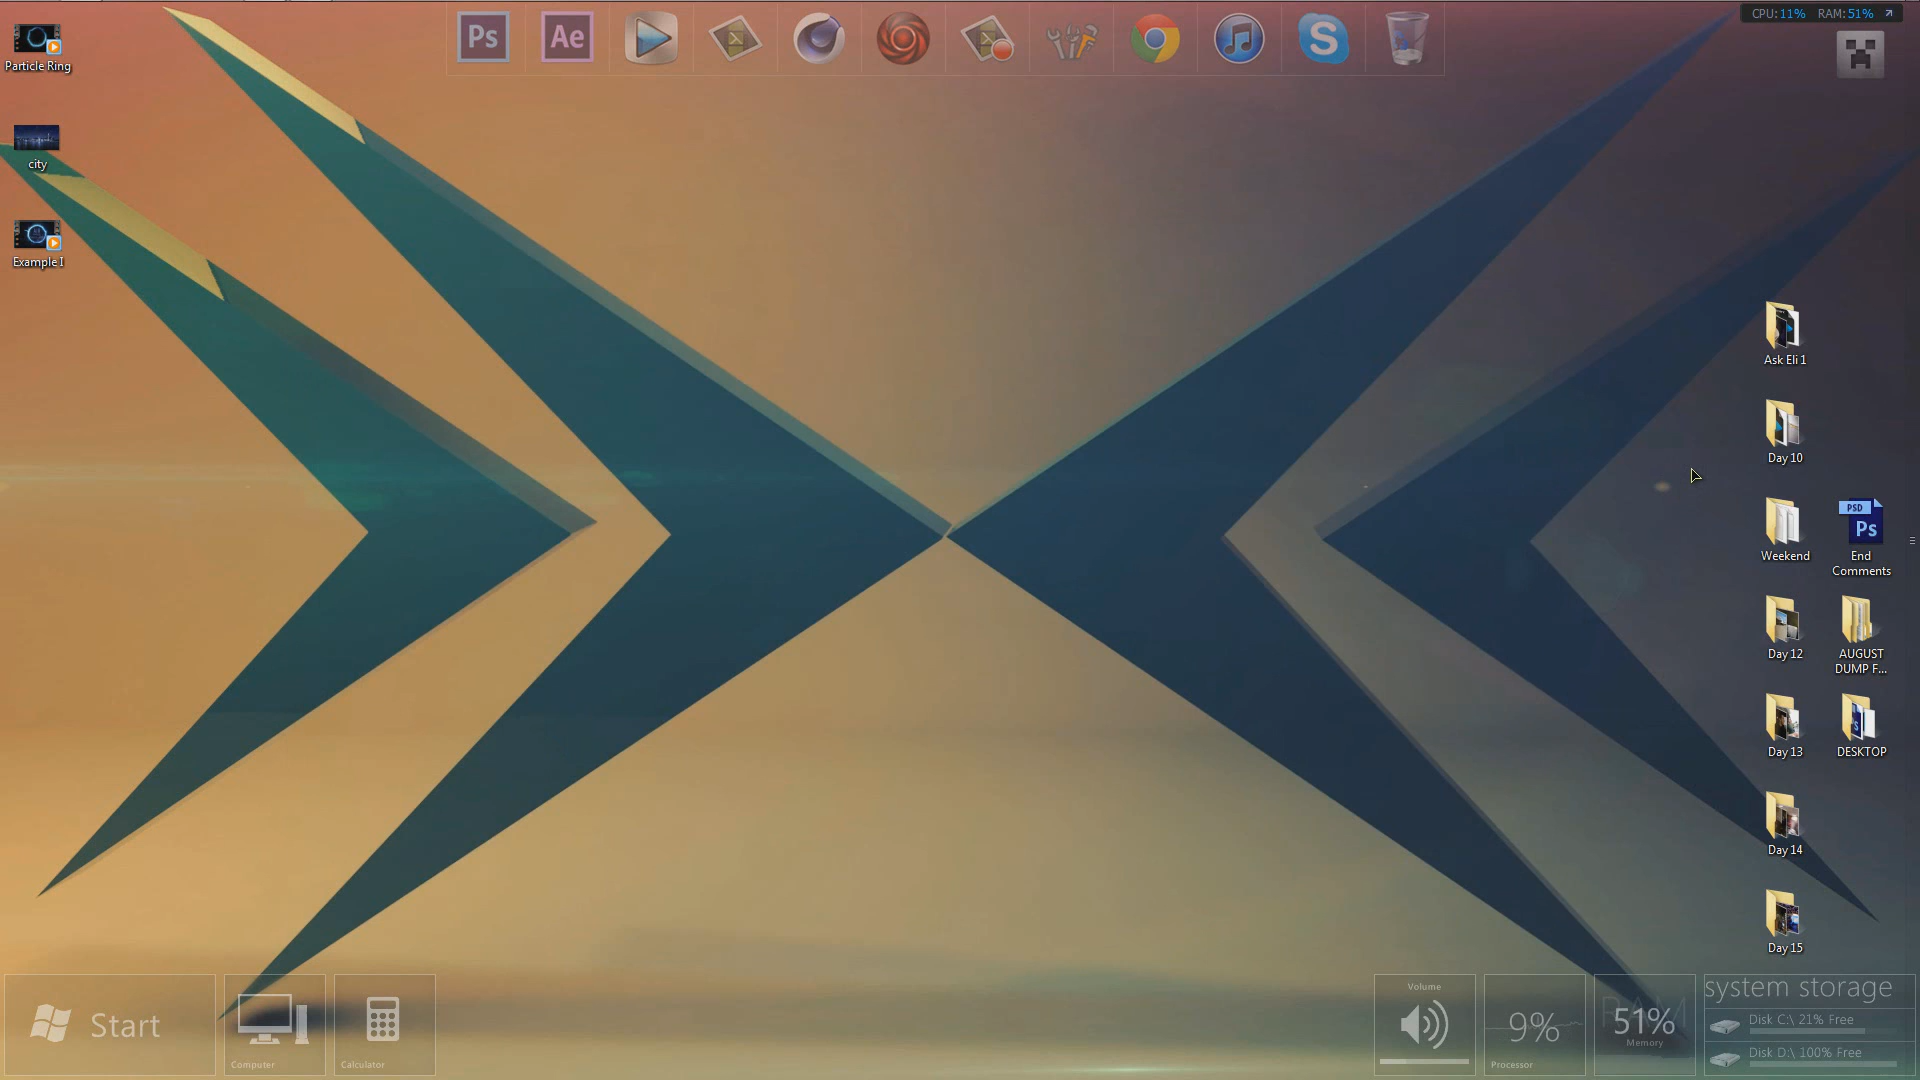 CPU: 11% RAM: 51%
Ps
Ae
Particle Ring
city
Example I
Ask Eli 1
Day 10
Weekend
PSD
Ps
End
Comments
Day 12
AUGUST
DUMP F...
Day 13
DESKTOP
Day 14
Day 15
Start
Computer
Calculator
Volume
9%
Processor
RAM
51%
Memory
system storage
Disk C:\ 21% Free
Disk D:\ 100% Free